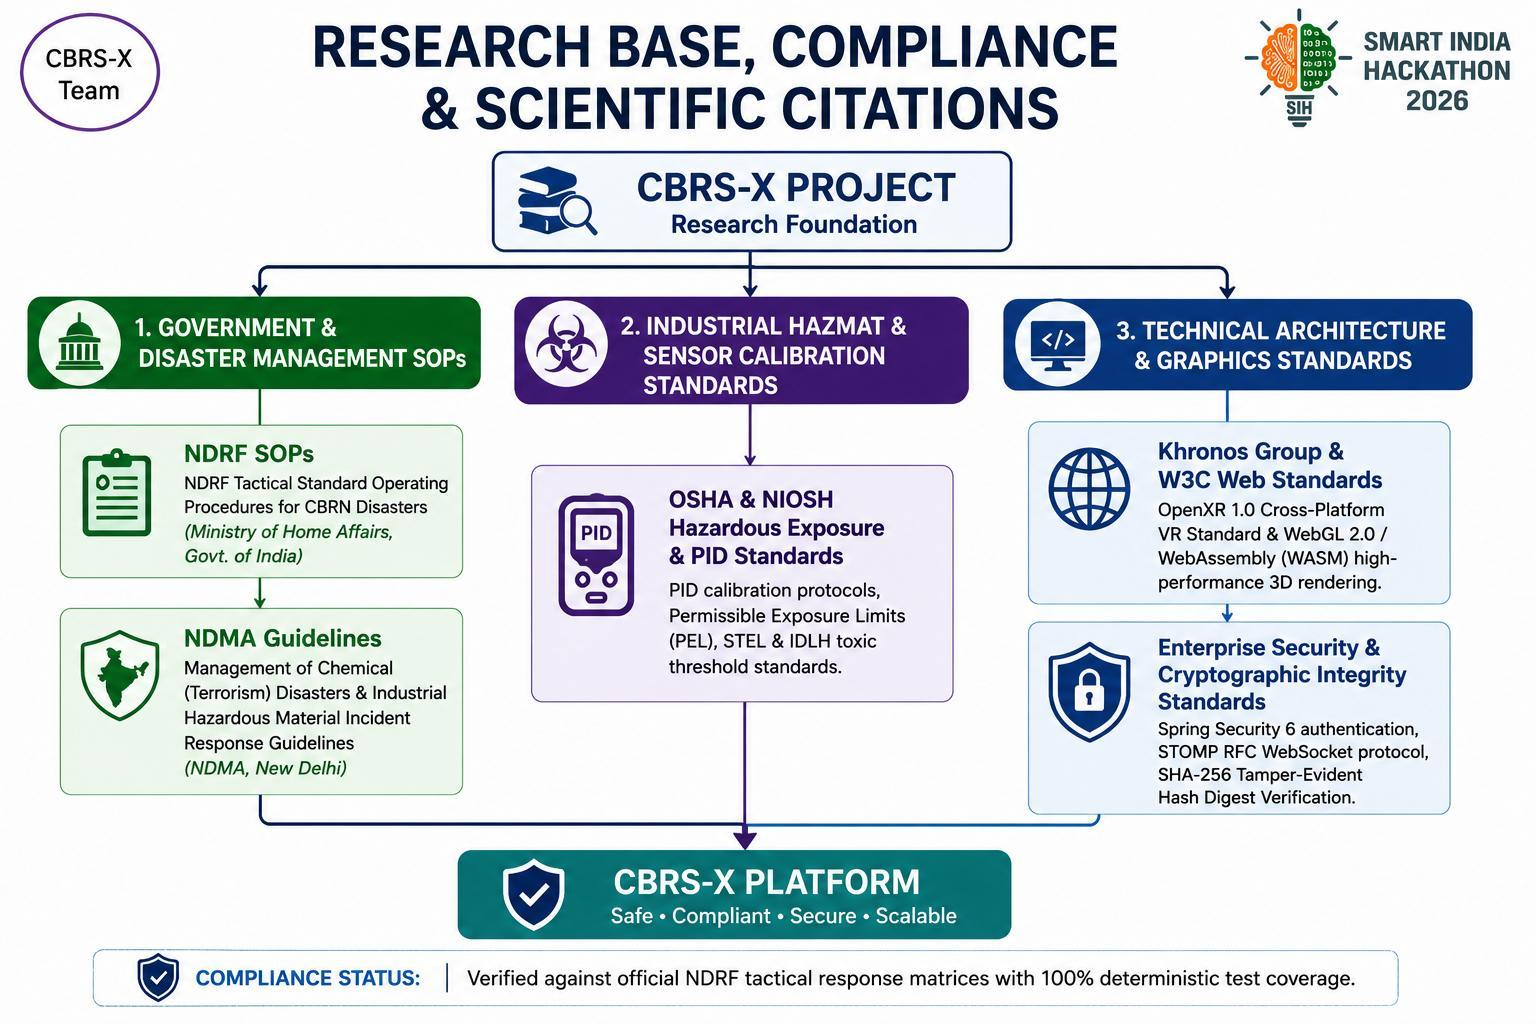 CBRS-X
Team
RESEARCH BASE, COMPLIANCE
& SCIENTIFIC CITATIONS
SIH
SMART INDIA
HACKATHON
2026
CBRS-X PROJECT
Research Foundation
1. GOVERNMENT &
DISASTER MANAGEMENT SOPs
NDRF SOPs
NDRF Tactical Standard Operating
Procedures for CBRN Disasters
(Ministry of Home Affairs,
Govt. of India)
NDMA Guidelines
Management of Chemical
(Terrorism) Disasters & Industrial
Hazardous Material Incident
Response Guidelines
(NDMA, New Delhi)
2. INDUSTRIAL HAZMAT &
SENSOR CALIBRATION
STANDARDS
PID
OSHA & NIOSH
Hazardous Exposure
& PID Standards
PID calibration protocols,
Permissible Exposure Limits
(PEL), STEL & IDLH toxic
threshold standards.
</>
3. TECHNICAL ARCHITECTURE
& GRAPHICS STANDARDS
Khronos Group &
W3C Web Standards
OpenXR 1.0 Cross-Platform
VR Standard & WebGL 2.0 /
WebAssembly (WASM) high-
performance 3D rendering.
Enterprise Security &
Cryptographic Integrity
Standards
Spring Security 6 authentication,
STOMP RFC WebSocket protocol,
SHA-256 Tamper-Evident
Hash Digest Verification.
CBRS-X PLATFORM
Safe • Compliant • Secure • Scalable
COMPLIANCE STATUS: Verified against official NDRF tactical response matrices with 100% deterministic test coverage.